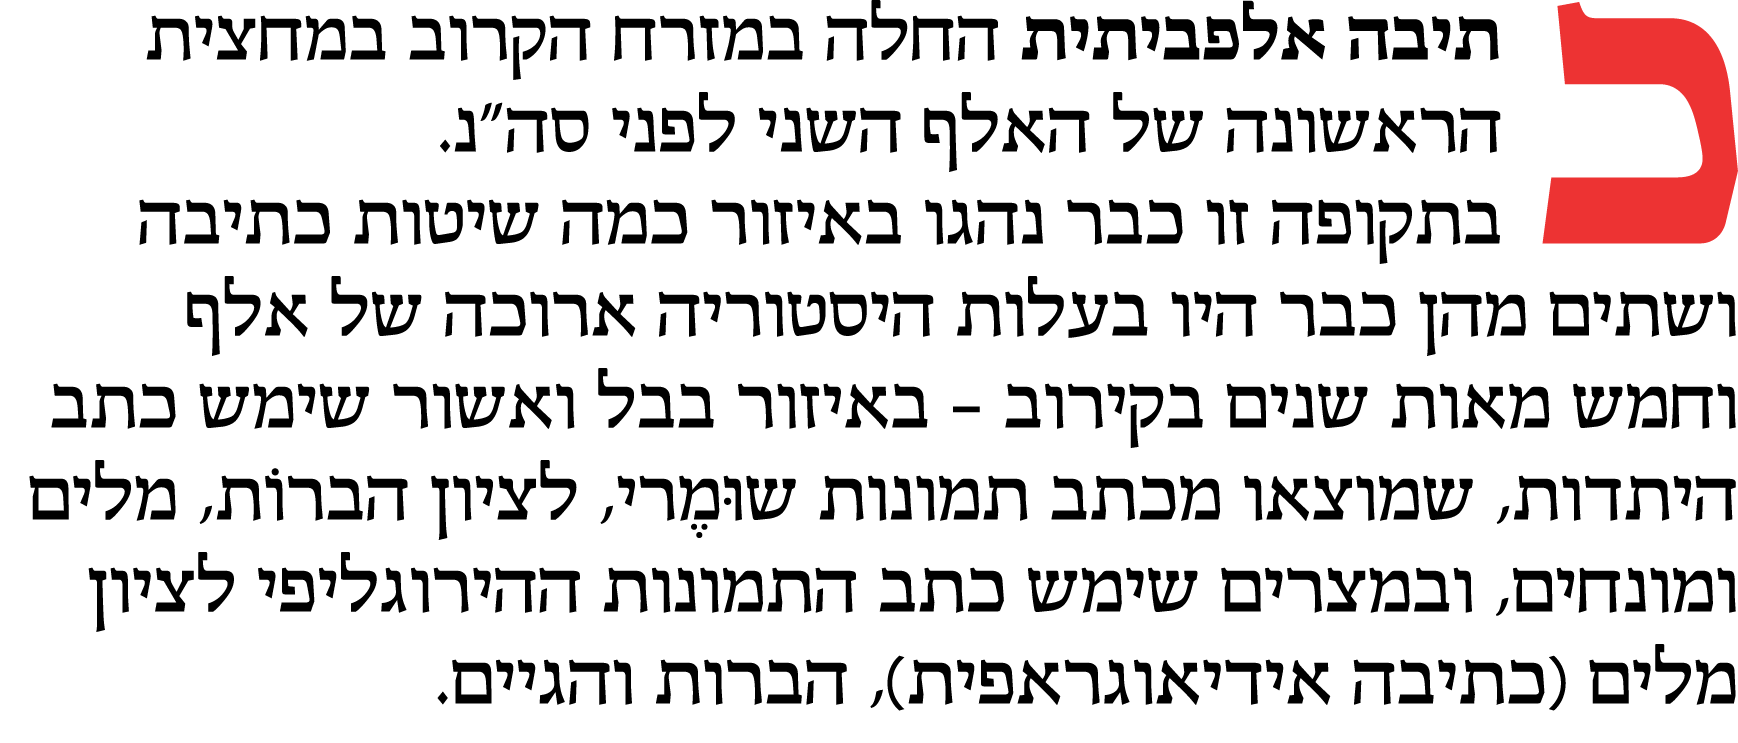 כתיבה אלפביתית החלה במזרח הקרוב במחצית
הראשונה של האלף השני לפני סה״נ.
בתקופה זו כבר נהגו באיזור כמה שיטות כתיבה
ושתים מהן כבר היו בעלות היסטוריה ארוכה של אלף
וחמש מאות שנים בקירוב – באיזור בבל ואשור שימש כתב
היתדות, שמוצאו מכתב תמונות שוּמֶרי, לציון הברוֹת, מלים
ומונחים, ובמצרים שימש כתב התמונות ההירוגליפי לציון
מלים (כתיבה אידיאוגראפית), הברות והגיים.